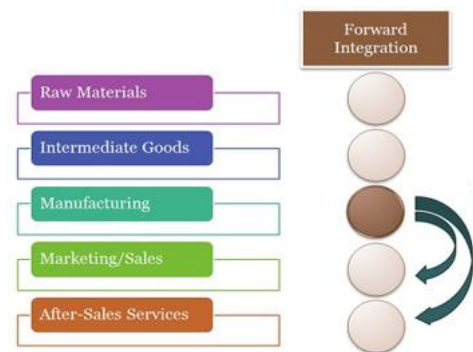 Forward
Integration
Raw Materials
Intermediate Goods
Manufacturing
Marketing/Sales
After-Sales Services